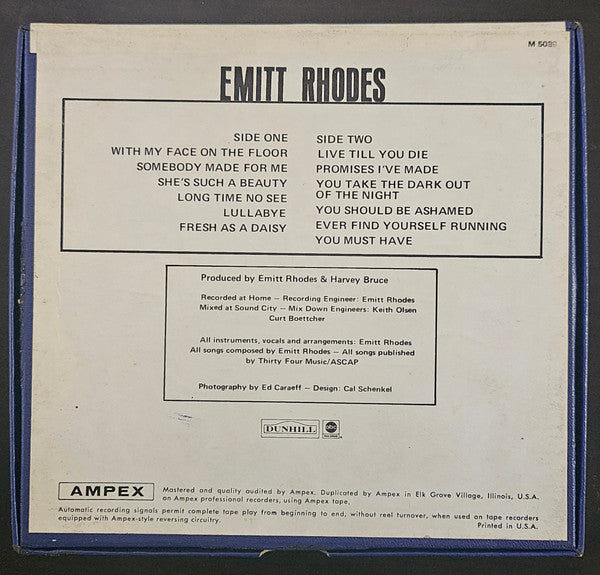 M 5089
EMITT RHODES
SIDE ONE
WITH MY FACE ON THE FLOOR
SOMEBODY MADE FOR ME
SHE'S SUCH A BEAUTY
LONG TIME NO SEE
LULLABYE
FRESH AS A DAISY
SIDE TWO
LIVE TILL YOU DIE
PROMISES I'VE MADE
YOU TAKE THE DARK OUT
OF THE NIGHT
YOU SHOULD BE ASHAMED
EVER FIND YOURSELF RUNNING
YOU MUST HAVE
Produced by Emitt Rhodes & Harvey Bruce
Recorded at Home – Recording Engineer: Emitt Rhodes
Mixed at Sound City – Mix Down Engineers: Keith Olsen
Curt Boettcher
All instruments, vocals and arrangements: Emitt Rhodes
All songs composed by Emitt Rhodes – All songs published
by Thirty Four Music/ASCAP
Photography by Ed Caraeff – Design: Cal Schenkel
DUNHILL
abc
RECORDS
AMPEX
Mastered and quality audited by Ampex. Duplicated by Ampex in Elk Grove Village, Illinois, U.S.A.
on Ampex professional recorders, using Ampex tape.
Automatic recording signals permit complete tape play from beginning to end, without reel turnover, when used on tape recorders
equipped with Ampex-style reversing circuitry.
Printed in U.S.A.